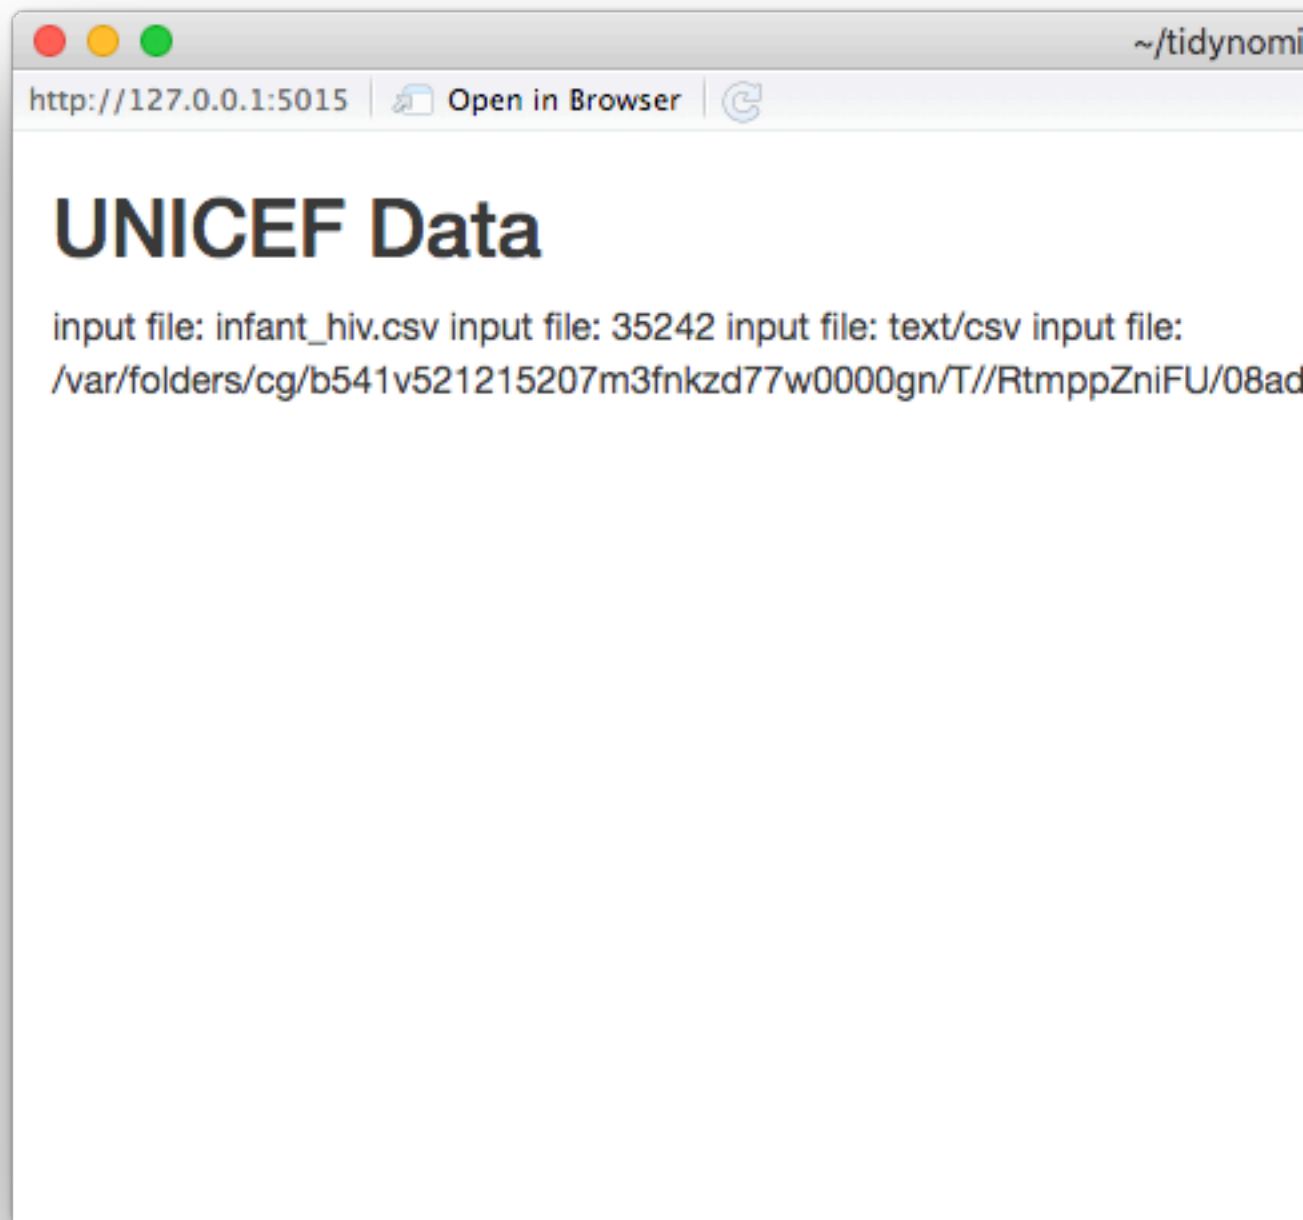 ~/tidynomi
http://127.0.0.1:5015 Open in Browser
UNICEF Data
input file: infant_hiv.csv input file: 35242 input file: text/csv input file:
/var/folders/cg/b541v521215207m3fnkzd77w0000gn/T//RtmppZniFU/08ad